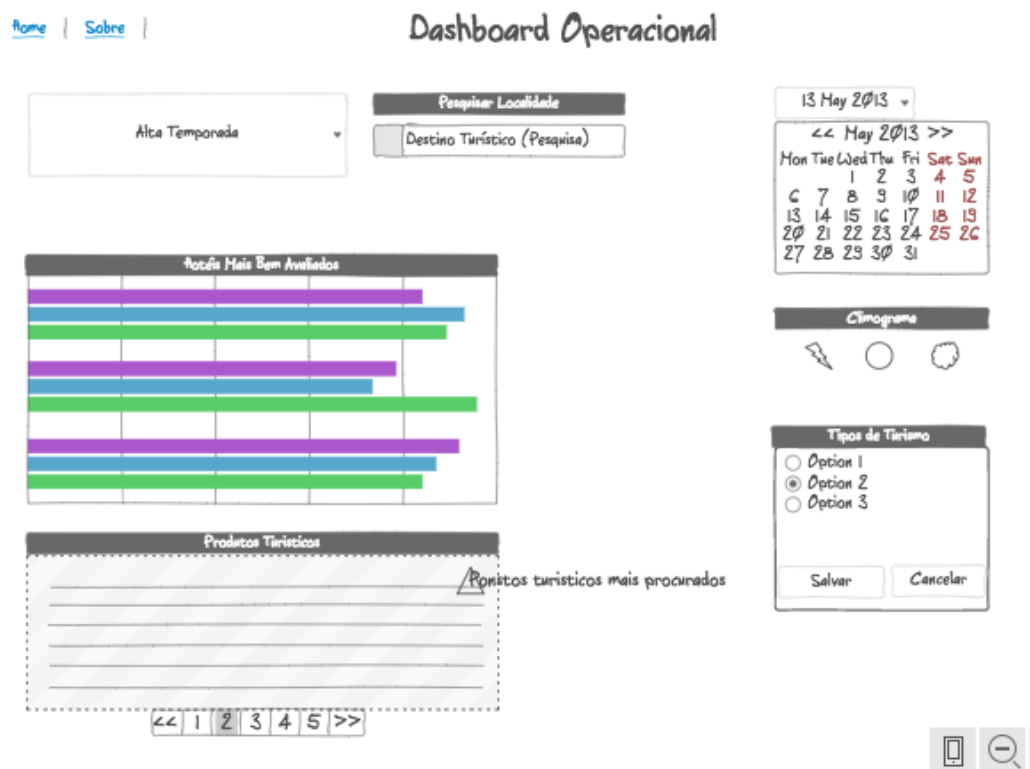 Home | Sobre |
Dashboard Operacional
Alta Temporada
Pesquisar Localidade
Destino Turístico (Pesquisa)
13 May 2013
<< May 2013 >>
Mon Tue Wed Thu Fri Sat Sun
1 2 3 4 5
6 7 8 9 10 11 12
13 14 15 16 17 18 19
20 21 22 23 24 25 26
27 28 29 30 31
Hotéis Mais Bem Avaliados
Climograma
Tipos de Turismo
Option 1
Option 2
Option 3
Salvar Cancelar
Produtos Turisticos
Ponstos turisticos mais procurados
<< 1 2 3 4 5 >>